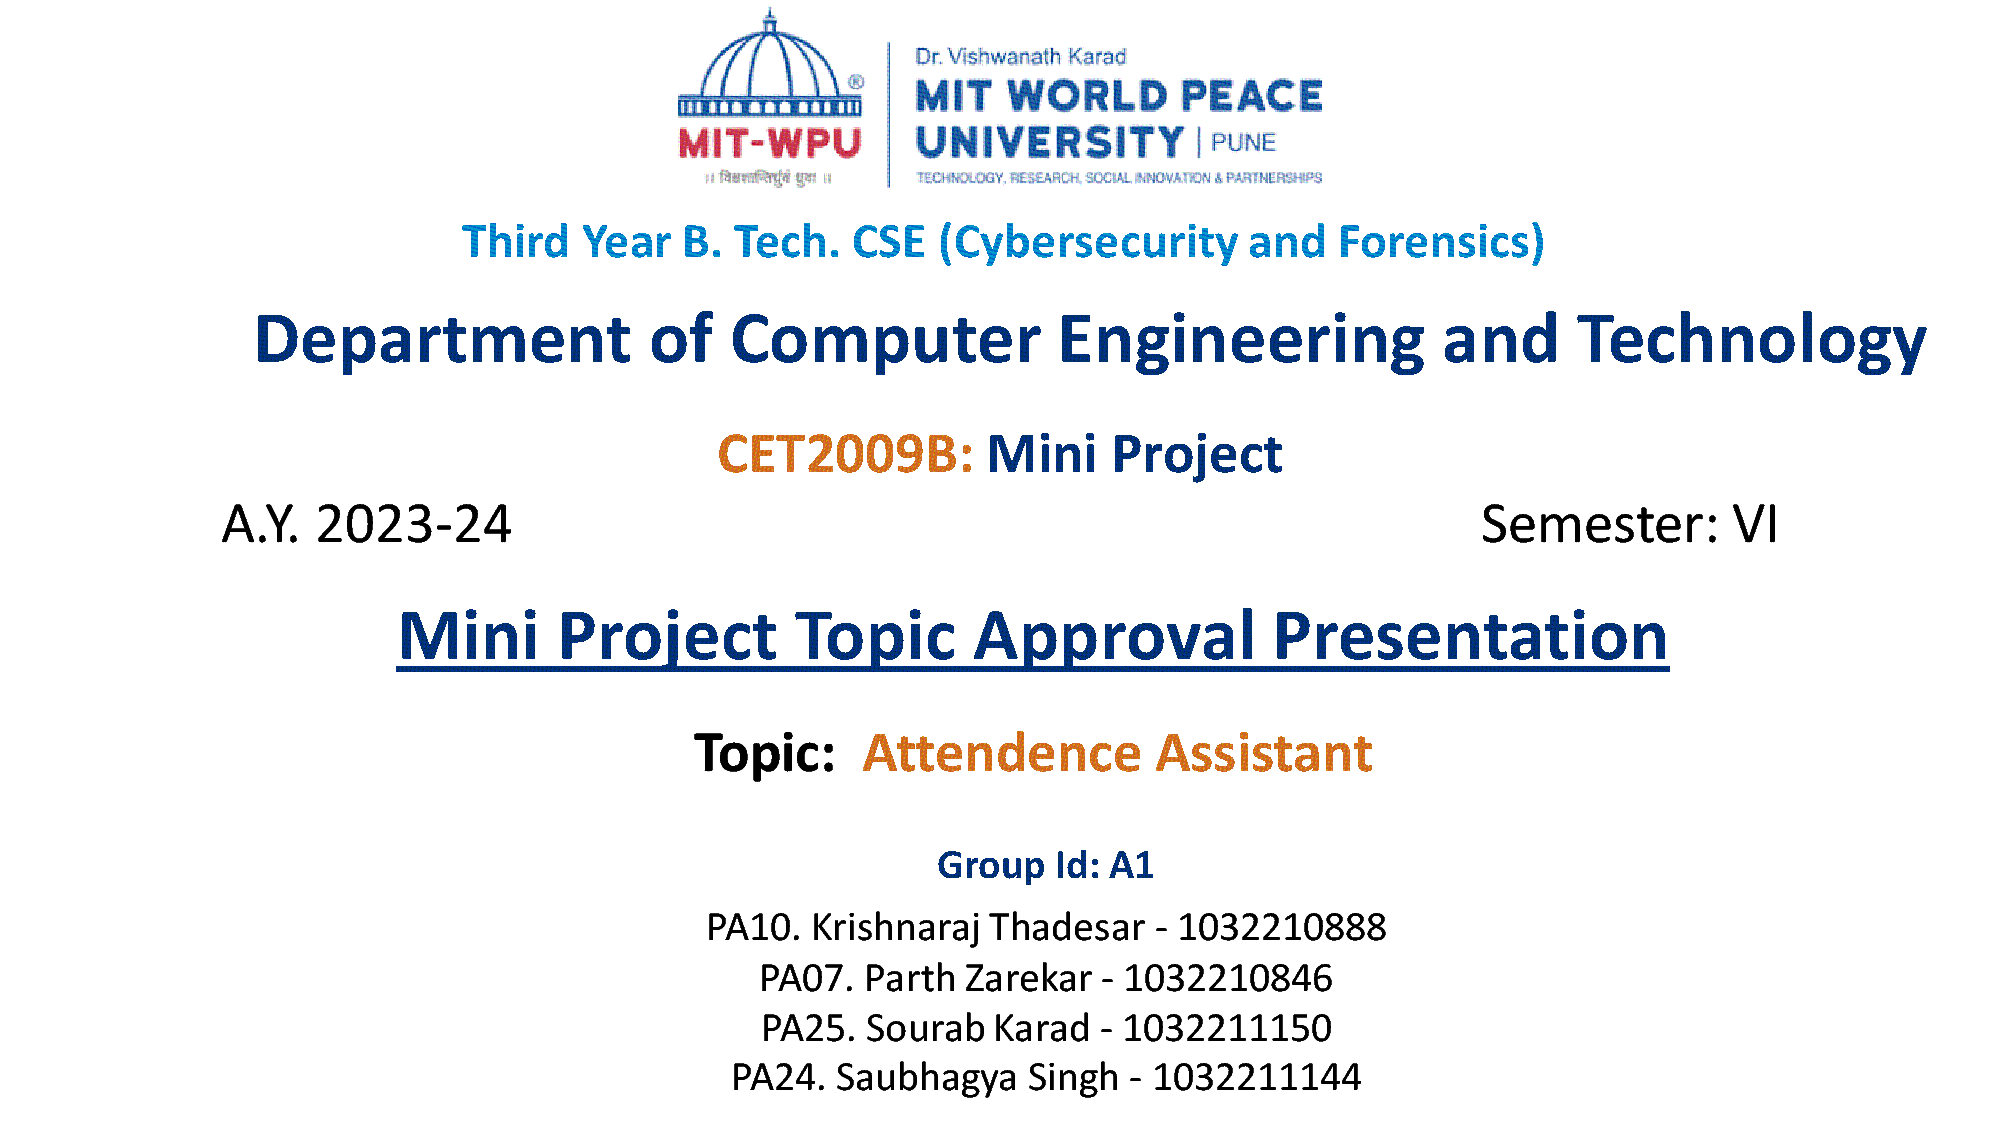 Dr. Vishwanath Karad
MIT WORLD PEACE
UNIVERSITY | PUNE
TECHNOLOGY, RESEARCH, SOCIAL INNOVATION & PARTNERSHIPS
®
MIT-WPU
॥ विश्वशान्तिर्ध्रुवं ध्रुवा ॥
Third Year B. Tech. CSE (Cybersecurity and Forensics)
Department of Computer Engineering and Technology
CET2009B: Mini Project
A.Y. 2023-24 Semester: VI
Mini Project Topic Approval Presentation
Topic: Attendence Assistant
Group Id: A1
PA10. Krishnaraj Thadesar - 1032210888
PA07. Parth Zarekar - 1032210846
PA25. Sourab Karad - 1032211150
PA24. Saubhagya Singh - 1032211144